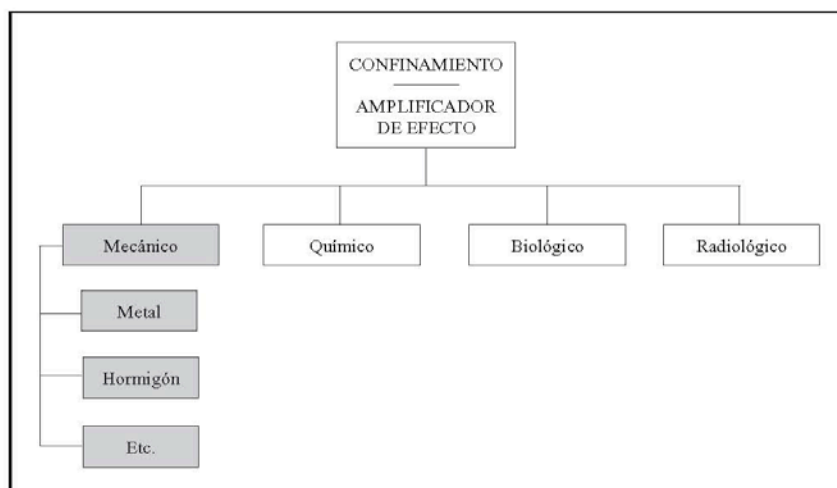 CONFINAMIENTO
AMPLIFICADOR
DE EFECTO
Mecánico
Químico
Biológico
Radiológico
Metal
Hormigón
Etc.